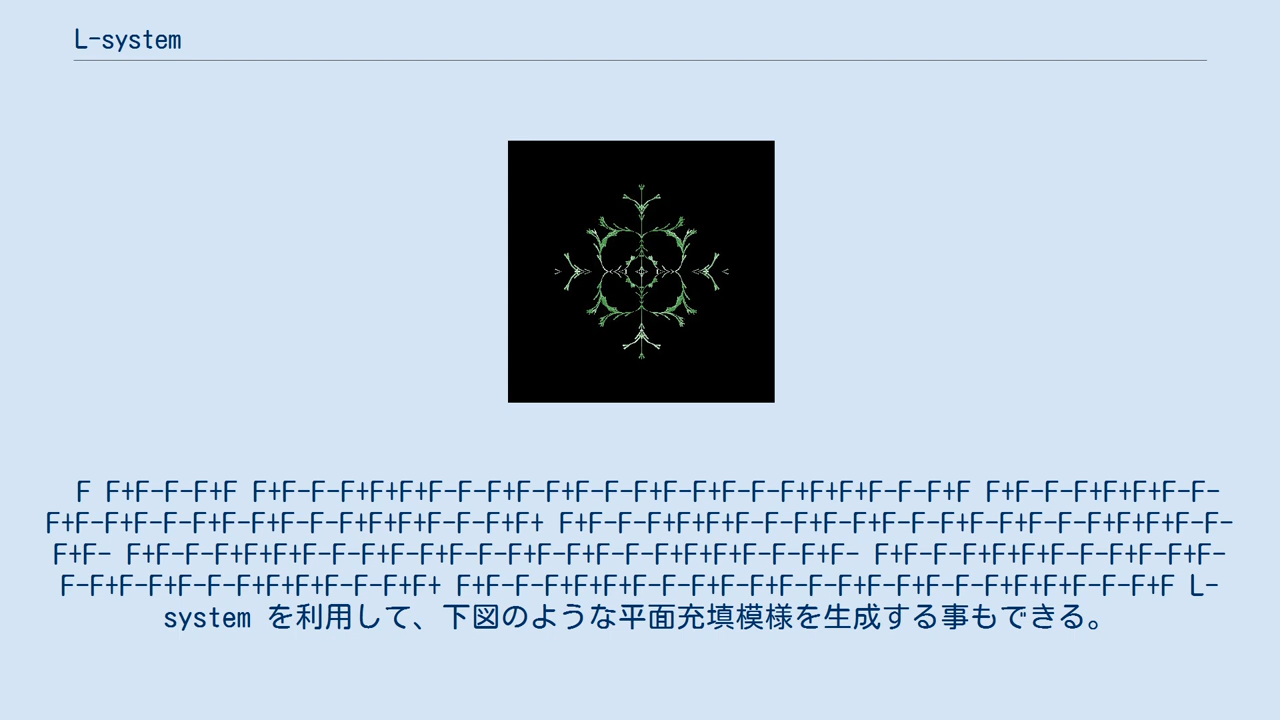 L-system
F F+F-F-F+F F+F-F-F+F+F+F-F-F+F-F+F-F-F+F-F+F-F-F+F+F+F-F-F+F F+F-F-F+F+F+F-F-
F+F-F+F-F-F+F-F+F-F-F+F+F+F-F-F+F+ F+F-F-F+F+F+F-F-F+F-F+F-F-F+F-F+F-F-F+F+F+F-F-
F+F- F+F-F-F+F+F+F-F-F+F-F+F-F-F+F-F+F-F-F+F+F+F-F-F+F- F+F-F-F+F+F+F-F-F+F-F+F-
F-F+F-F+F-F-F+F+F+F-F-F+F+ F+F-F-F+F+F+F-F-F+F-F+F-F-F+F-F+F-F-F+F+F+F-F-F+F L-
system を利用して、下図のような平面充填模様を生成する事もできる。